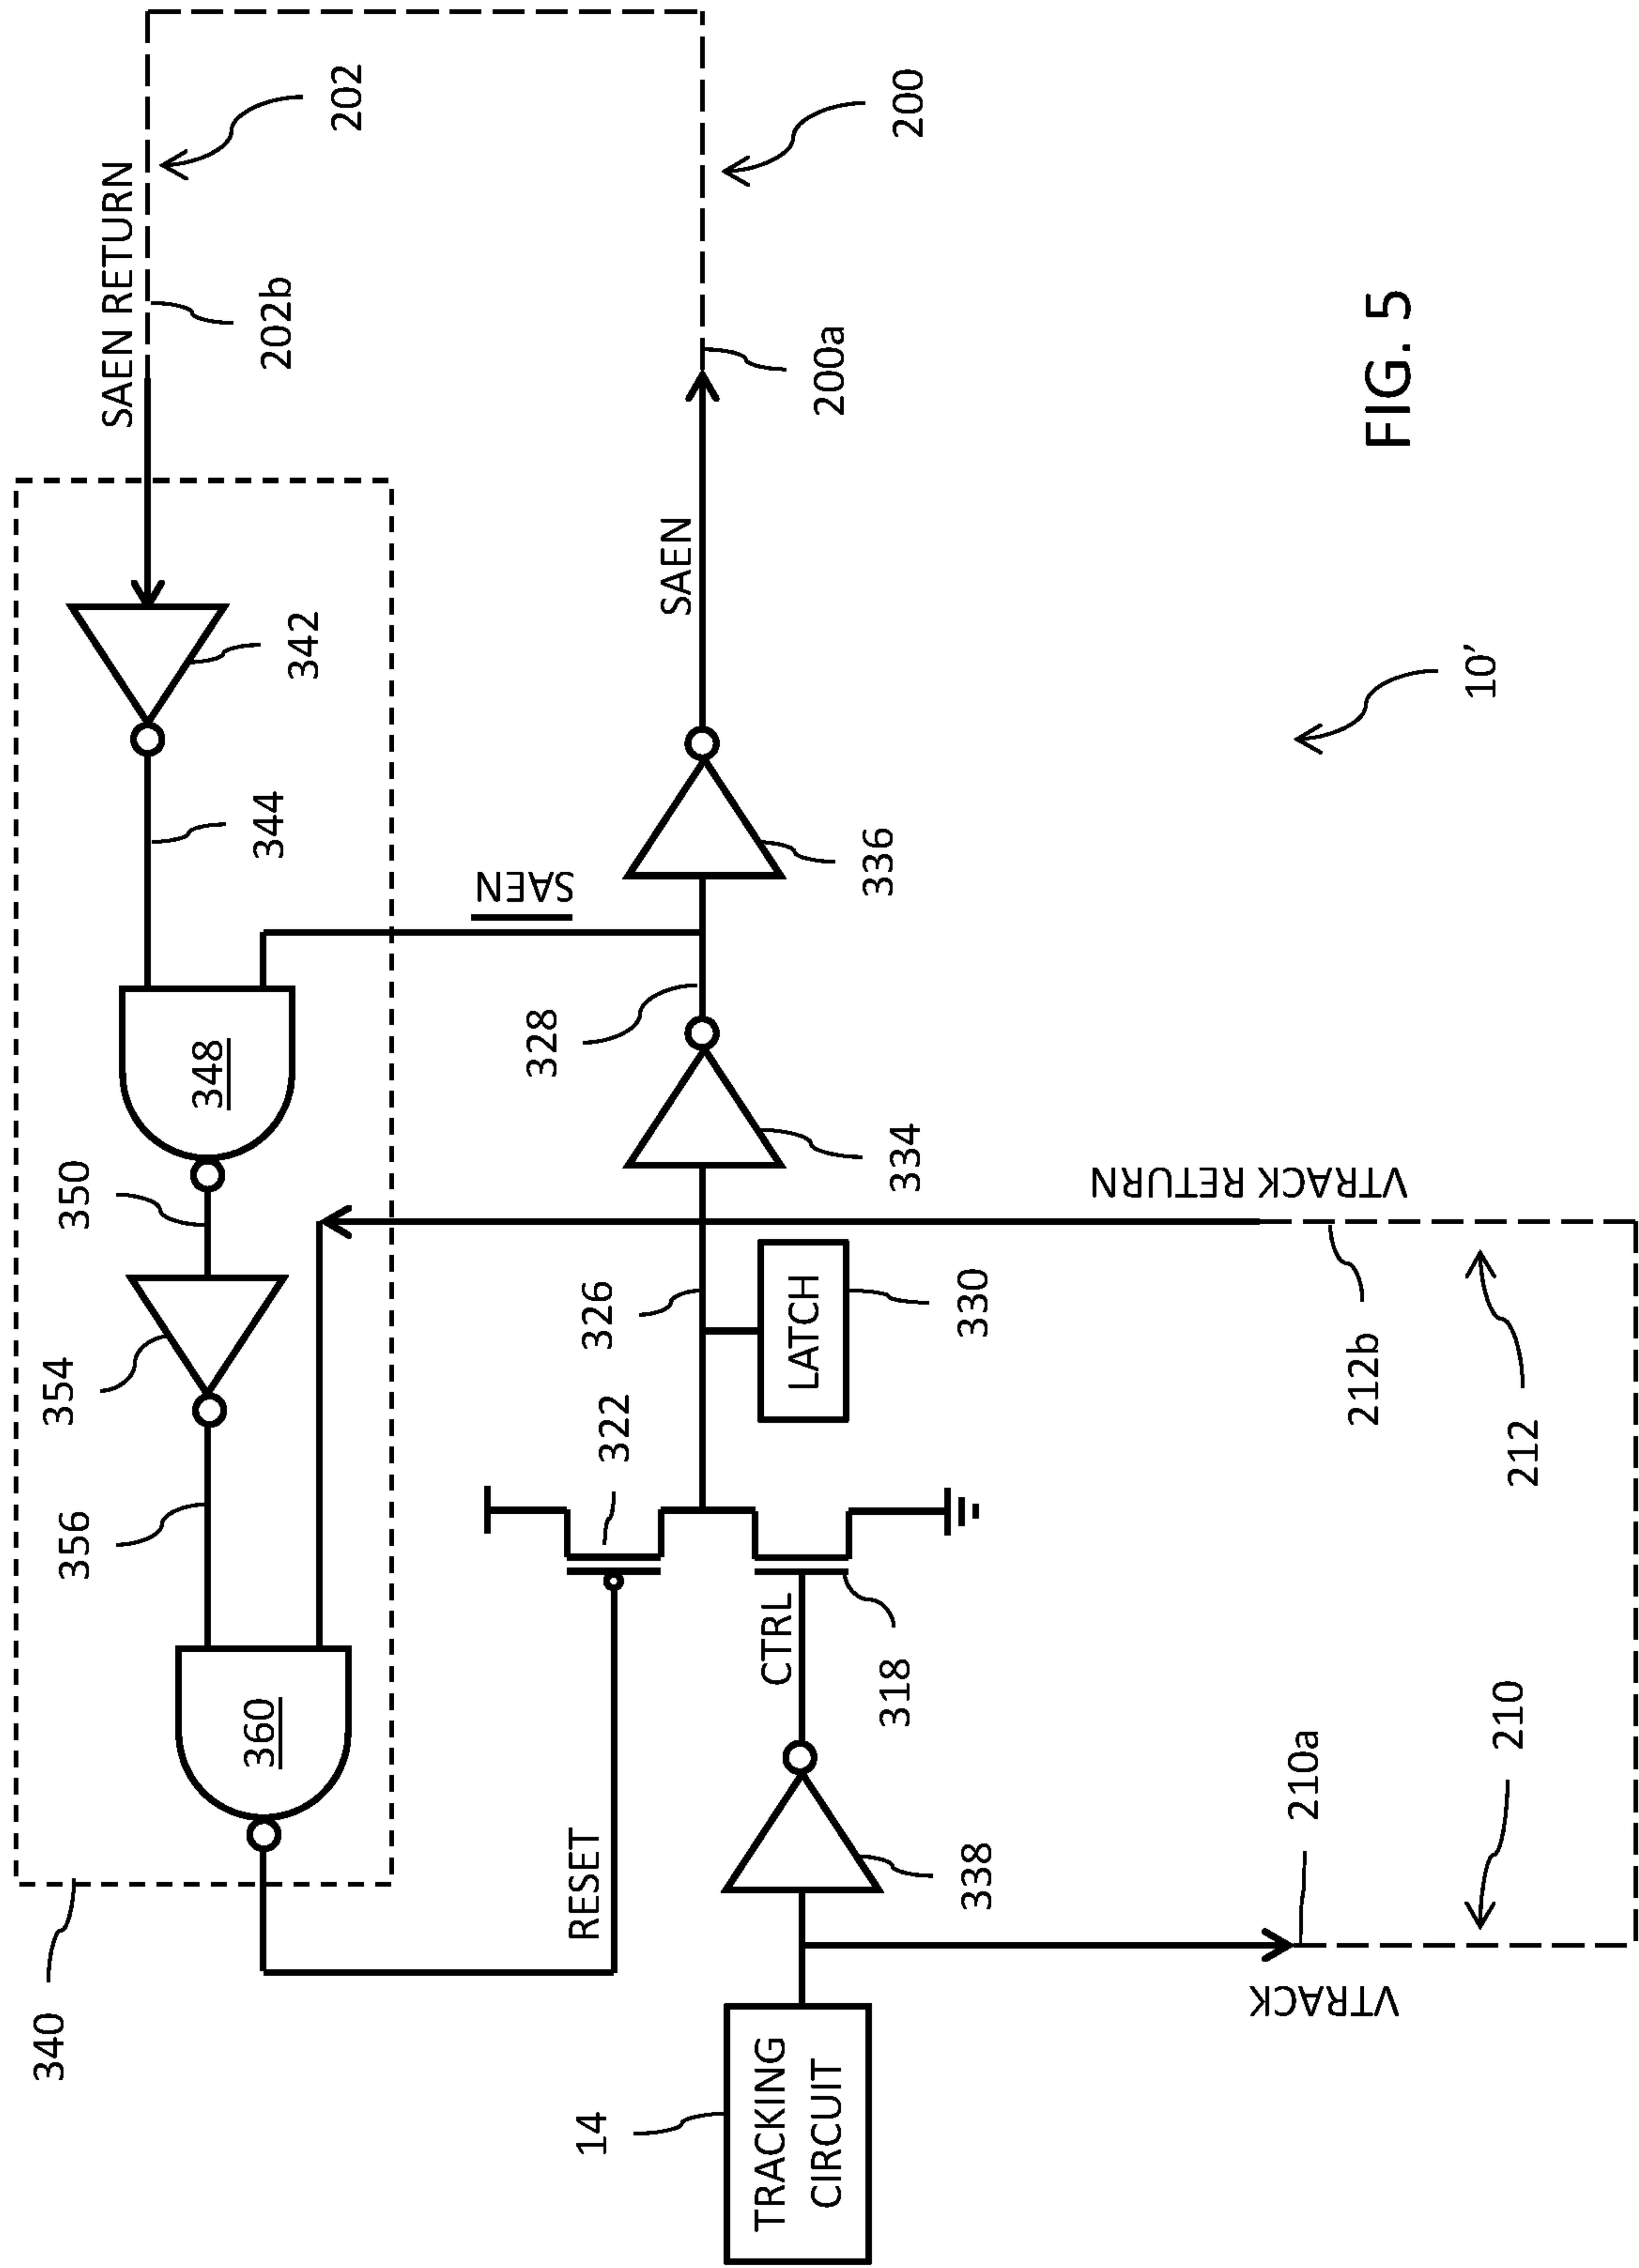 340
356
354
350
344
SAEN RETURN
202
202b
342
360
348
RESET
322
326
328
SAEN
SAEN
200
200a
14
TRACKING
CIRCUIT
338
CTRL
318
LATCH
330
334
336
VTRACK
210a
210
VTRACK RETURN
212b
212
10’
FIG. 5